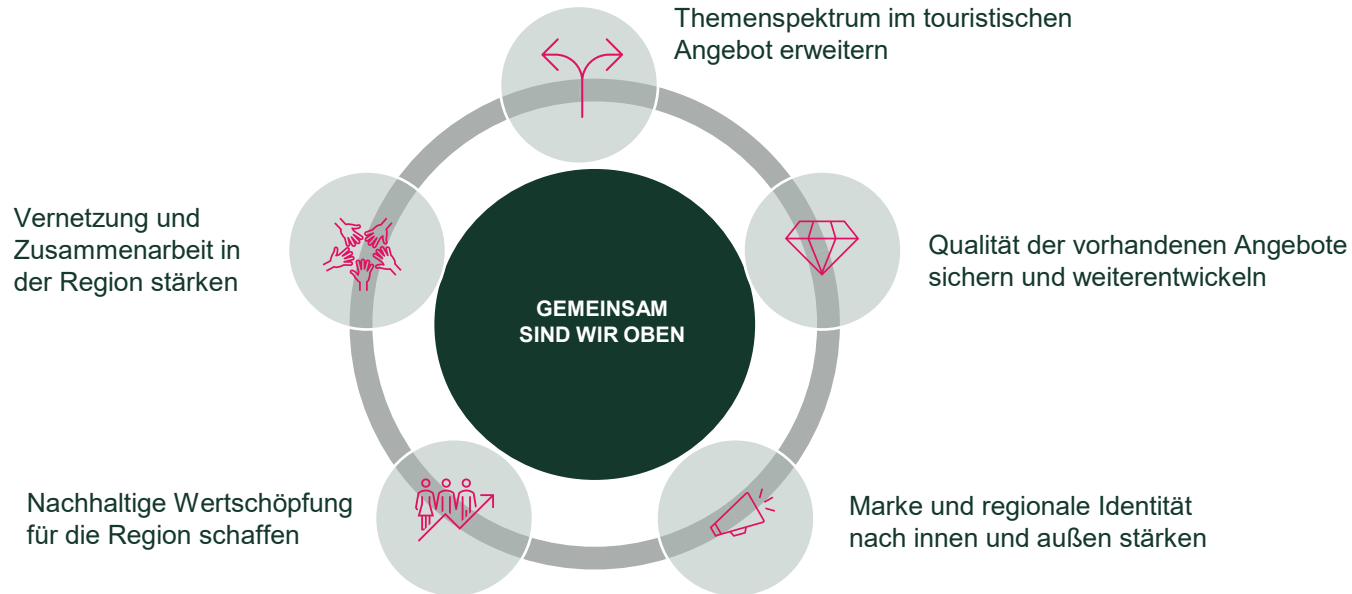 Themenspektrum im touristischen
Angebot erweitern
Vernetzung und
Zusammenarbeit in
der Region stärken
Qualität der vorhandenen Angebote
sichern und weiterentwickeln
GEMEINSAM
SIND WIR OBEN
Nachhaltige Wertschöpfung
für die Region schaffen
Marke und regionale Identität
nach innen und außen stärken